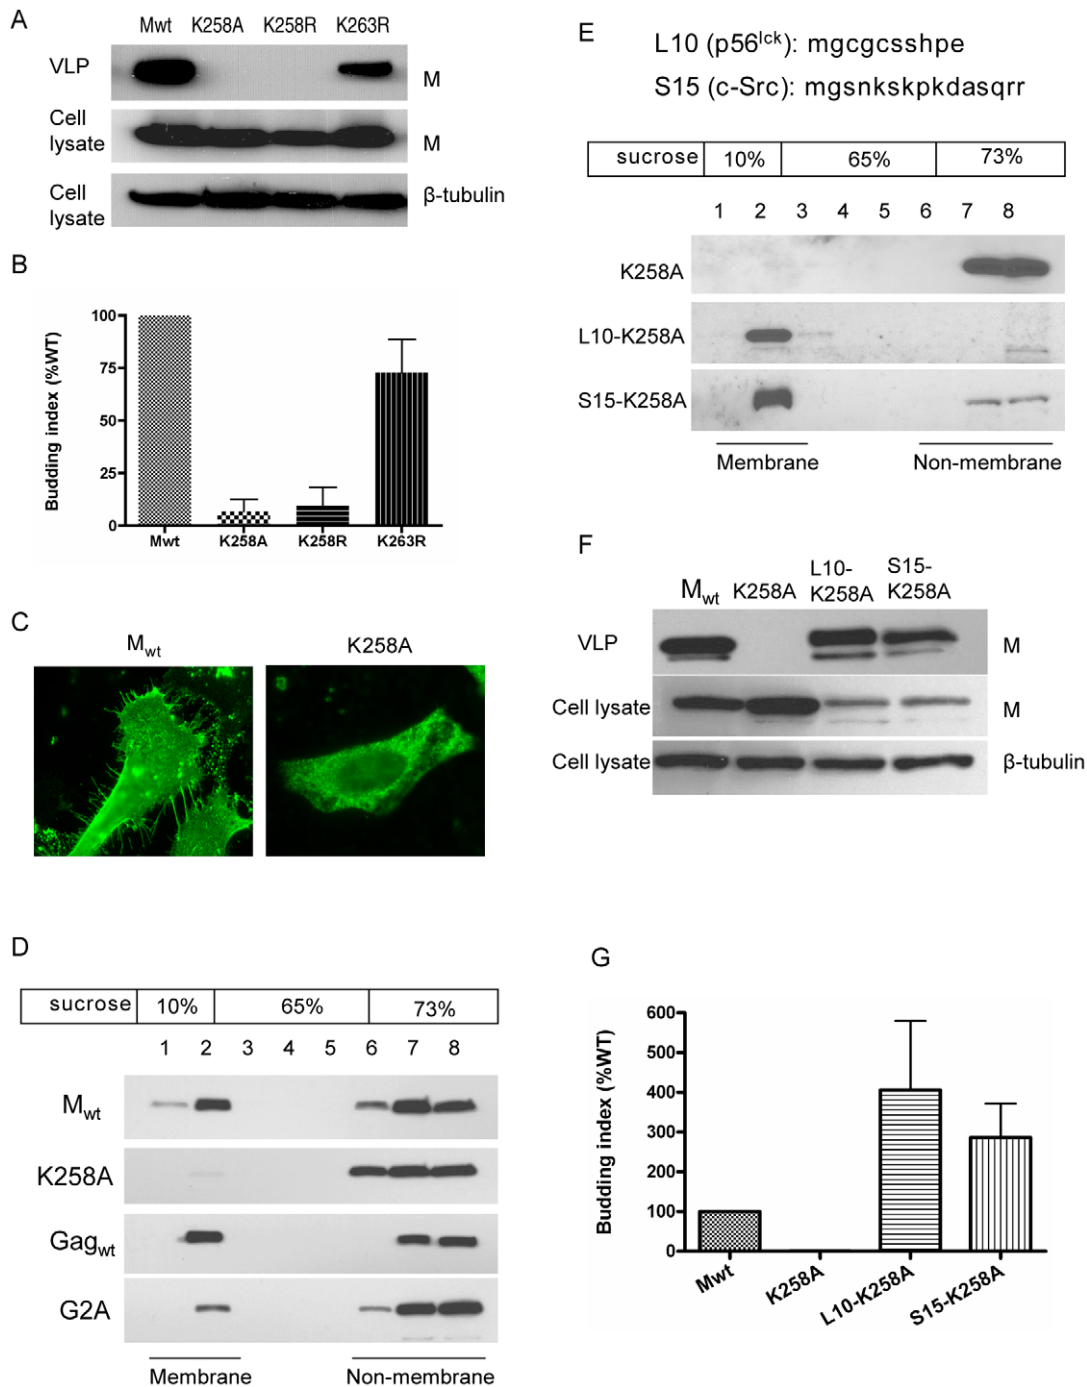 A
Mwt K258A K258R K263R
VLP M
Cell lysate M
Cell lysate β-tubulin
B
Budding index (%WT)
100
75
50
25
0
Mwt K258A K258R K263R
C
Mwt K258A
D
sucrose 10% 65% 73%
1 2 3 4 5 6 7 8
Mwt
K258A
Gagwt
G2A
Membrane Non-membrane
E
L10 (p56lck): mgcgcsshpe
S15 (c-Src): mgsnkskpkdasqrr
sucrose 10% 65% 73%
1 2 3 4 5 6 7 8
K258A
L10-K258A
S15-K258A
Membrane Non-membrane
F
Mwt K258A L10-K258A S15-K258A
VLP M
Cell lysate M
Cell lysate β-tubulin
G
Budding index (%WT)
600
500
400
300
200
100
0
Mwt K258A L10-K258A S15-K258A